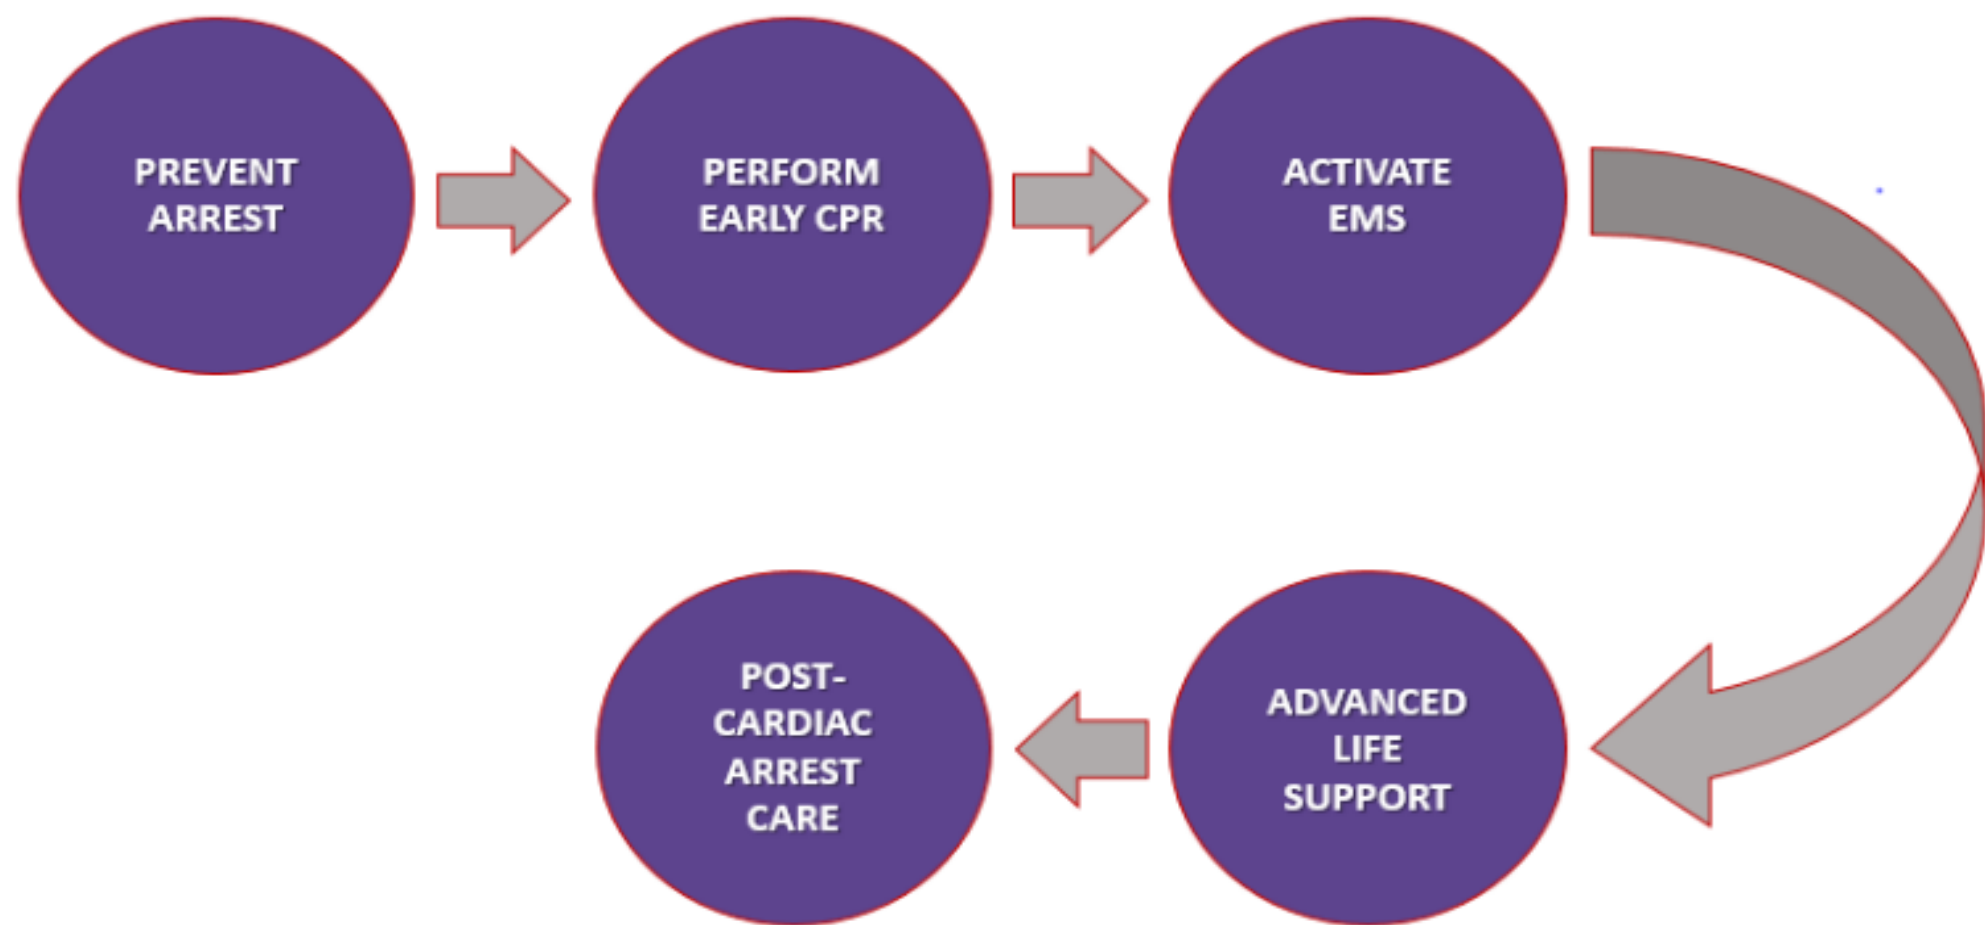 PREVENT
ARREST
PERFORM
EARLY CPR
ACTIVATE
EMS
ADVANCED
LIFE
SUPPORT
POST-
CARDIAC
ARREST
CARE